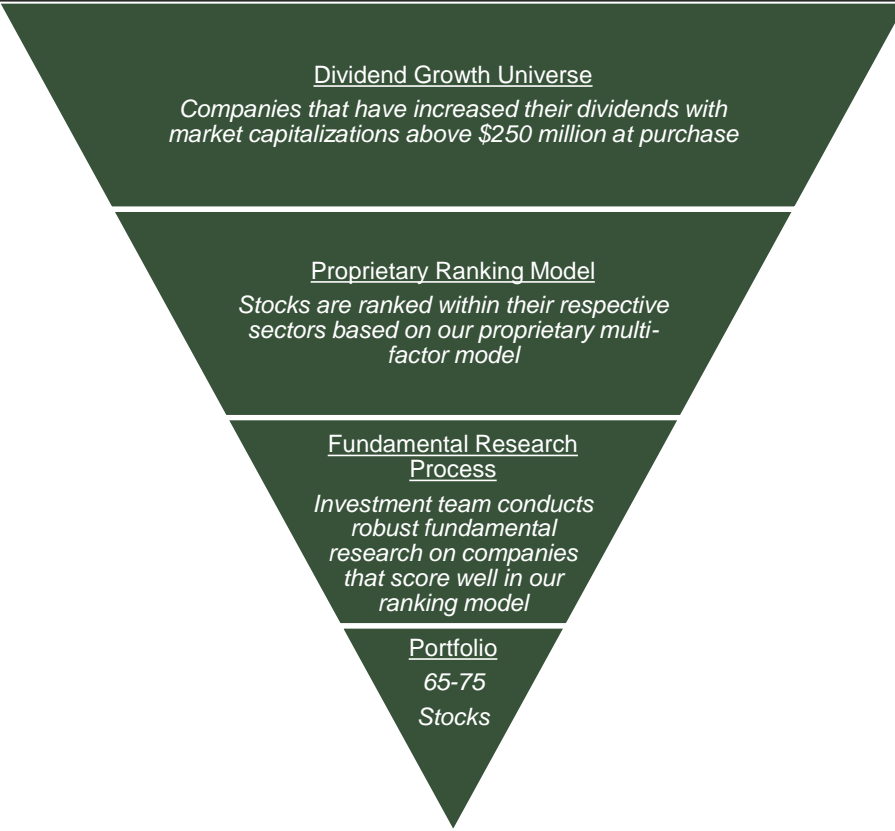 Dividend Growth Universe
Companies that have increased their dividends with
market capitalizations above $250 million at purchase
Proprietary Ranking Model
Stocks are ranked within their respective
sectors based on our proprietary multi-
factor model
Fundamental Research
Process
Investment team conducts
robust fundamental
research on companies
that score well in our
ranking model
Portfolio
65-75
Stocks